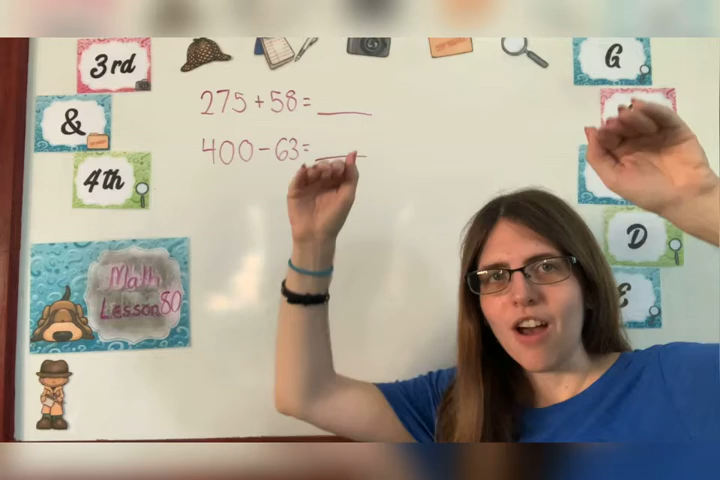 3rd
&
4th
275+58=
400-63=
Math
Lesson 80
G
D
E